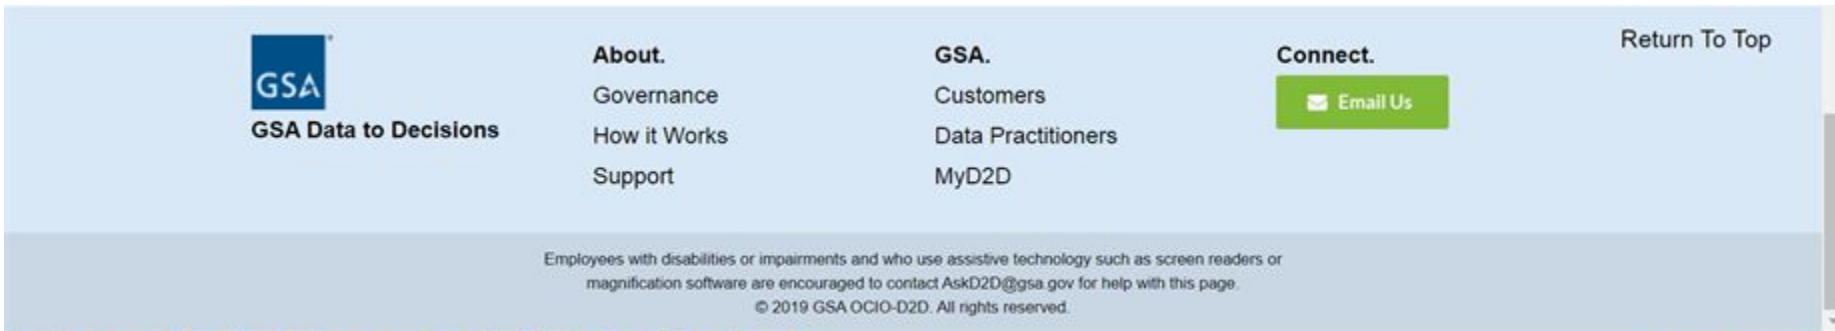 GSA
GSA Data to Decisions
About.
Governance
How it Works
Support
GSA.
Customers
Data Practitioners
MyD2D
Connect.
Email Us
Return To Top
Employees with disabilities or impairments and who use assistive technology such as screen readers or
magnification software are encouraged to contact AskD2D@gsa.gov for help with this page.
© 2019 GSA OCIO-D2D. All rights reserved.